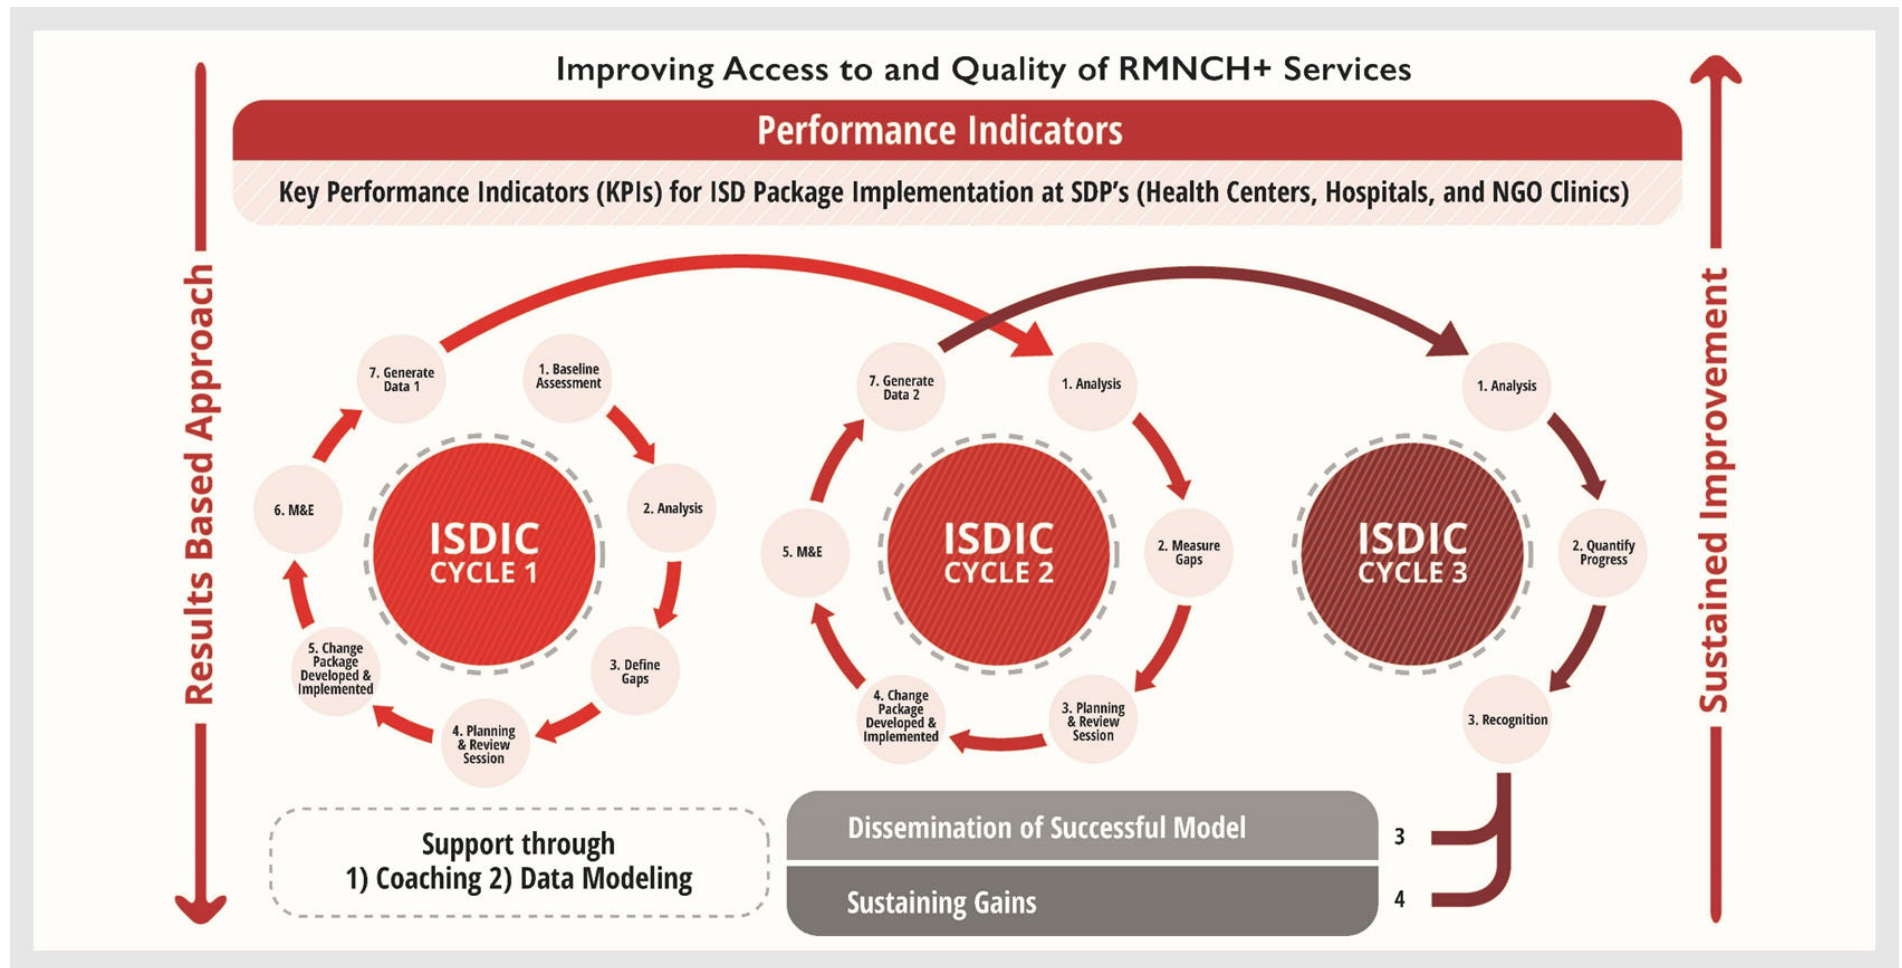 Improving Access to and Quality of RMNCH+ Services
Performance Indicators
Key Performance Indicators (KPIs) for ISD Package Implementation at SDP's (Health Centers, Hospitals, and NGO Clinics)
Results Based Approach
1. Baseline
Assessment
2. Analysis
3. Define
Gaps
4. Planning
& Review
Session
5. Change
Package
Developed &
Implemented
6. M&E
7. Generate
Data 1
ISDIC
CYCLE 1
1. Analysis
2. Measure
Gaps
3. Planning
& Review
Session
4. Change
Package
Developed &
Implemented
5. M&E
7. Generate
Data 2
ISDIC
CYCLE 2
1. Analysis
2. Quantify
Progress
3. Recognition
ISDIC
CYCLE 3
Sustained Improvement
Support through
1) Coaching 2) Data Modeling
Dissemination of Successful Model
3
Sustaining Gains
4